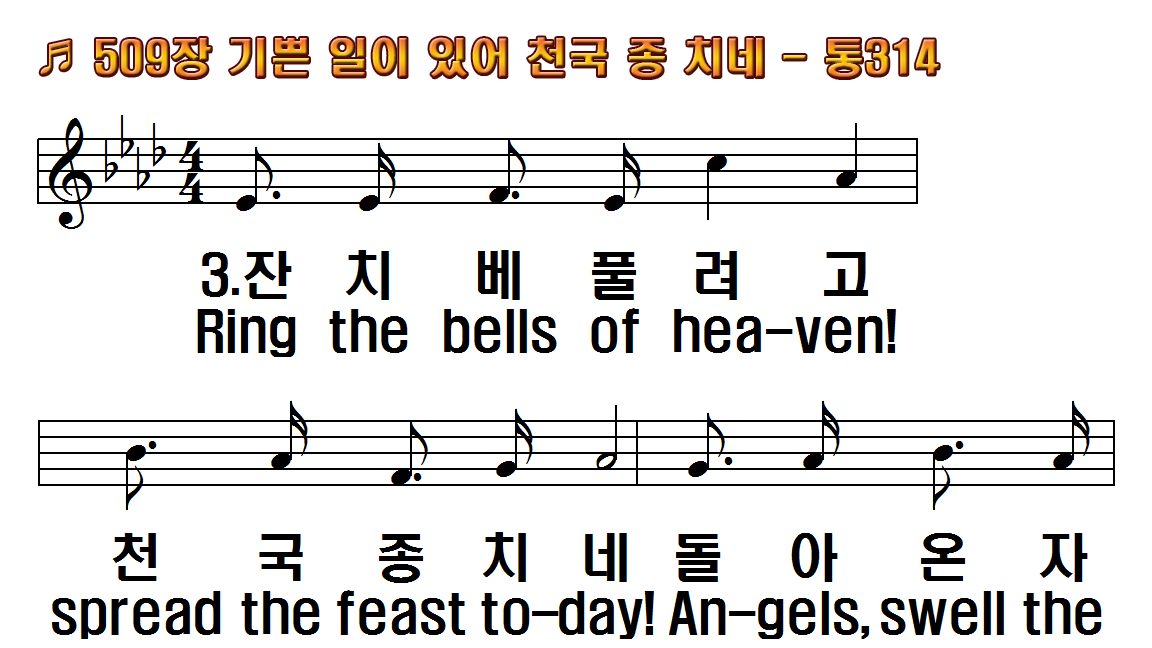 ♬ 509장 기쁜 일이 있어 천국 종 치네 - 통314
4
4
3.잔 치 베 풀 려 고
Ring the bells of hea-ven!
천 국 종 치 네 돌 아 온 자
spread the feast to-day! An-gels, swell the